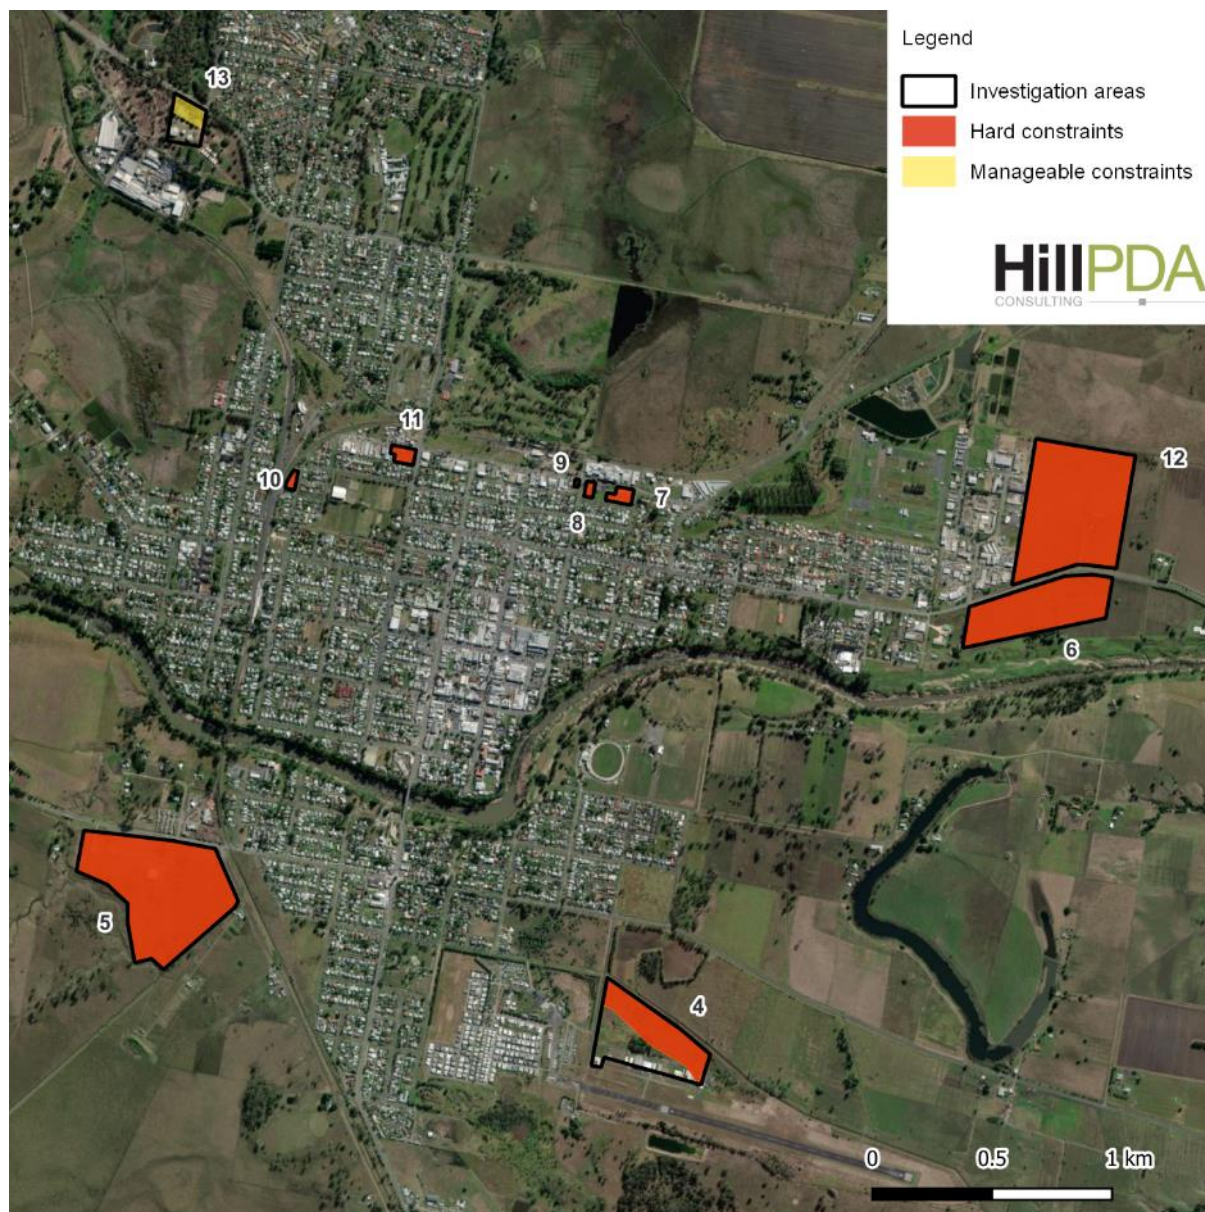 Legend
Investigation areas
Hard constraints
Manageable constraints
HillPDA
CONSULTING
13
11
10
9
8
7
12
6
5
4
0 0.5 1 km